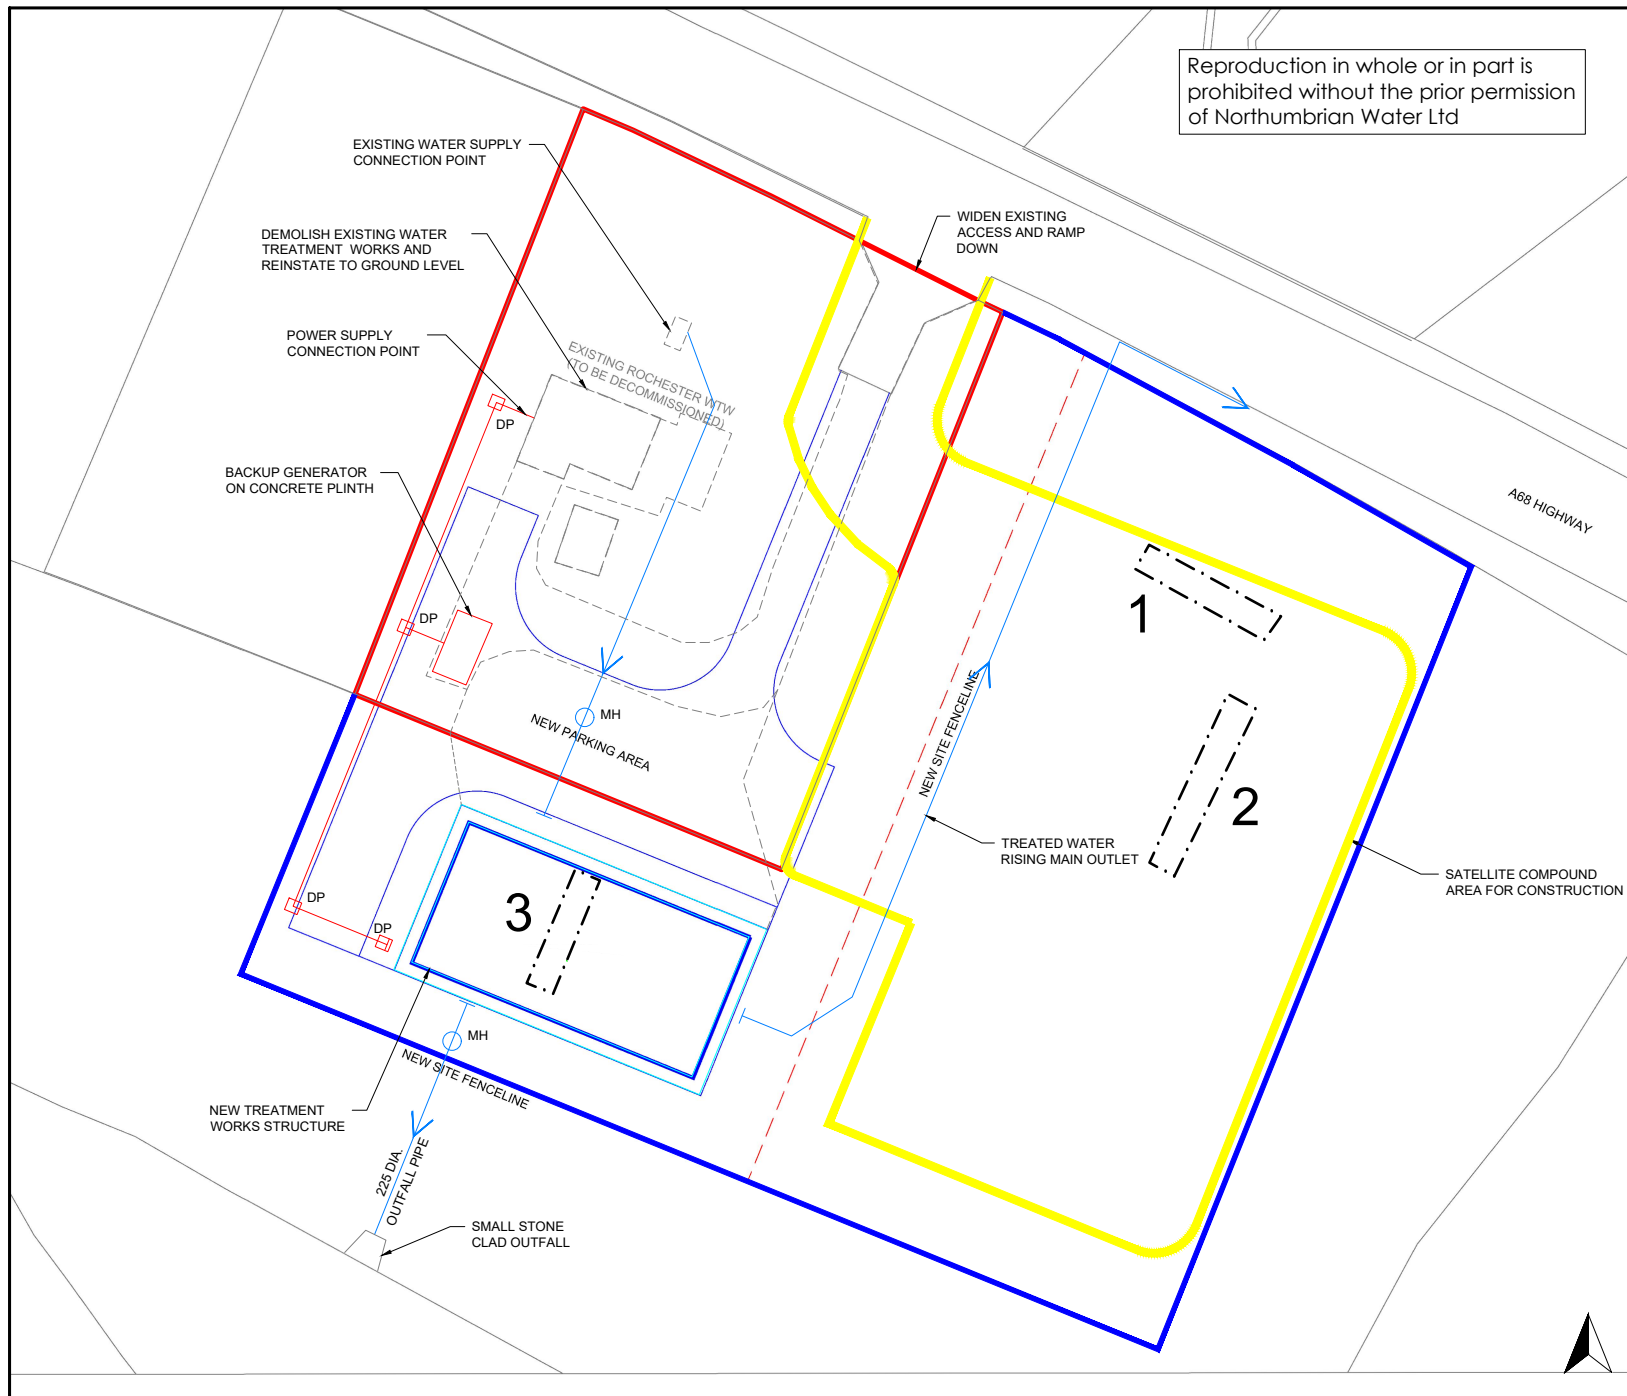 Reproduction in whole or in part is
prohibited without the prior permission
of Northumbrian Water Ltd
EXISTING WATER SUPPLY
CONNECTION POINT
WIDEN EXISTING
ACCESS AND RAMP
DOWN
DEMOLISH EXISTING WATER
TREATMENT WORKS AND
REINSTATE TO GROUND LEVEL
POWER SUPPLY
CONNECTION POINT
EXISTING ROCHESTER WTW
(TO BE DECOMMISSIONED)
DP
BACKUP GENERATOR
ON CONCRETE PLINTH
A68 HIGHWAY
1
DP
MH
NEW PARKING AREA
NEW SITE FENCELINE
2
TREATED WATER
RISING MAIN OUTLET
SATELLITE COMPOUND
AREA FOR CONSTRUCTION
DP
DP
3
MH
NEW SITE FENCELINE
NEW TREATMENT
WORKS STRUCTURE
225 DIA.
OUTFALL PIPE
SMALL STONE
CLAD OUTFALL